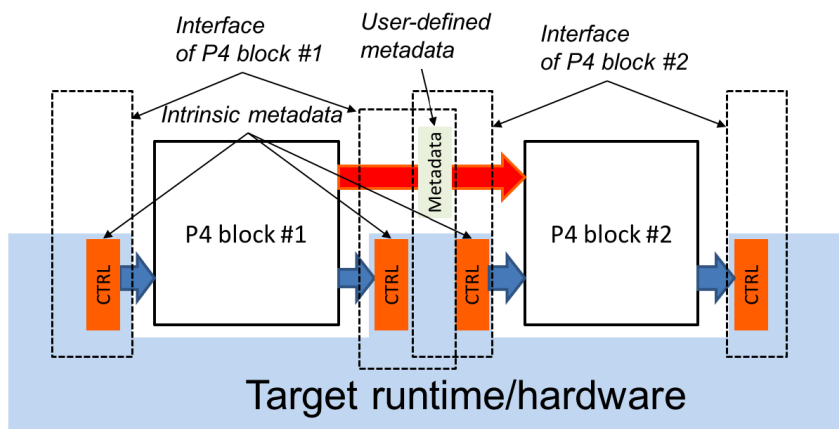 Interface
of P4 block #1
User-defined
metadata
Interface
of P4 block #2
Intrinsic metadata
Metadata
P4 block #1
P4 block #2
CTRL
CTRL
CTRL
CTRL
Target runtime/hardware